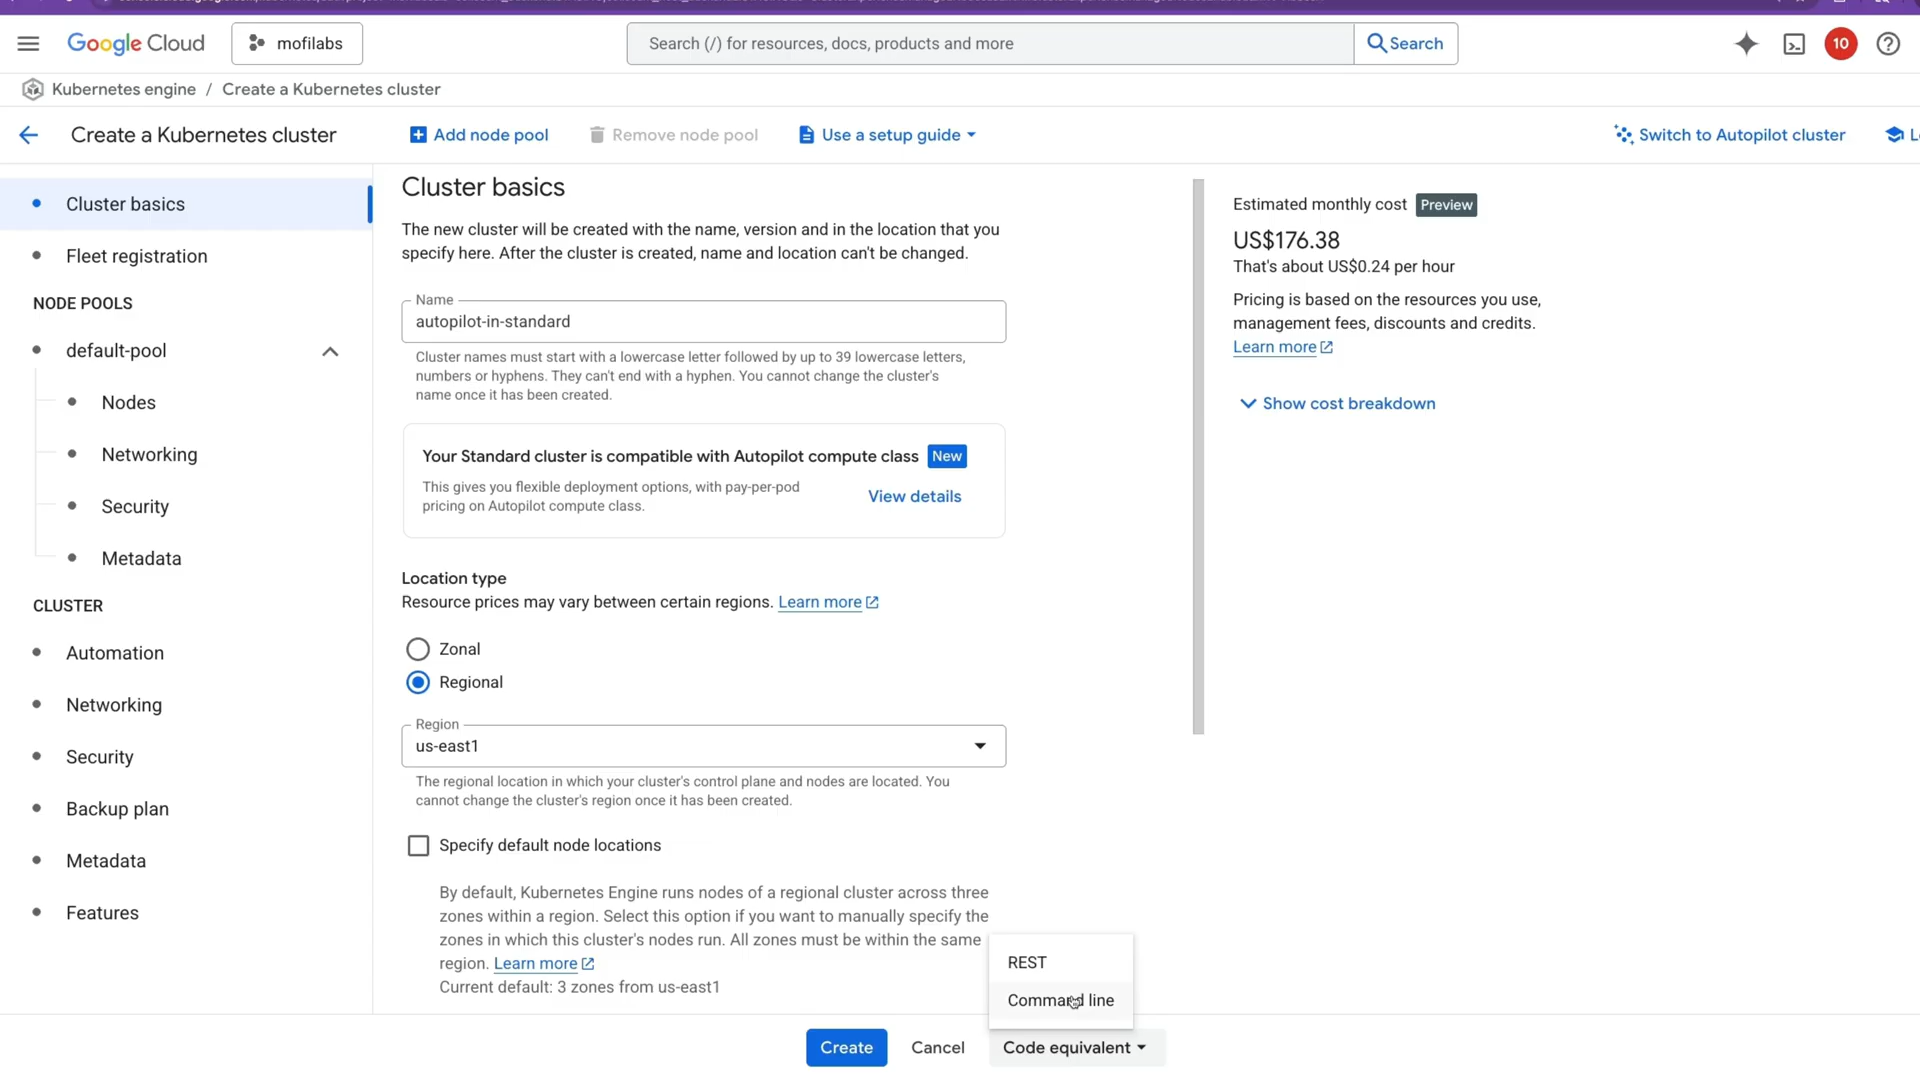 Google Cloud
mofilabs
Search (/) for resources, docs, products and more
Search
10
Kubernetes engine / Create a Kubernetes cluster
Create a Kubernetes cluster
Add node pool
Remove node pool
Use a setup guide
Switch to Autopilot cluster
Cluster basics
Fleet registration
NODE POOLS
default-pool
Nodes
Networking
Security
Metadata
CLUSTER
Automation
Networking
Security
Backup plan
Metadata
Features
Cluster basics
The new cluster will be created with the name, version and in the location that you
specify here. After the cluster is created, name and location can't be changed.
Name
autopilot-in-standard
Cluster names must start with a lowercase letter followed by up to 39 lowercase letters,
numbers or hyphens. They can't end with a hyphen. You cannot change the cluster's
name once it has been created.
Your Standard cluster is compatible with Autopilot compute class New
This gives you flexible deployment options, with pay-per-pod
pricing on Autopilot compute class.
View details
Location type
Resource prices may vary between certain regions. Learn more
Zonal
Regional
Region
us-east1
The regional location in which your cluster's control plane and nodes are located. You
cannot change the cluster's region once it has been created.
Specify default node locations
By default, Kubernetes Engine runs nodes of a regional cluster across three
zones within a region. Select this option if you want to manually specify the
zones in which this cluster's nodes run. All zones must be within the same
region. Learn more
Current default: 3 zones from us-east1
REST
Command line
Create
Cancel
Code equivalent
Estimated monthly cost Preview
US$176.38
That's about US$0.24 per hour
Pricing is based on the resources you use,
management fees, discounts and credits.
Learn more
Show cost breakdown